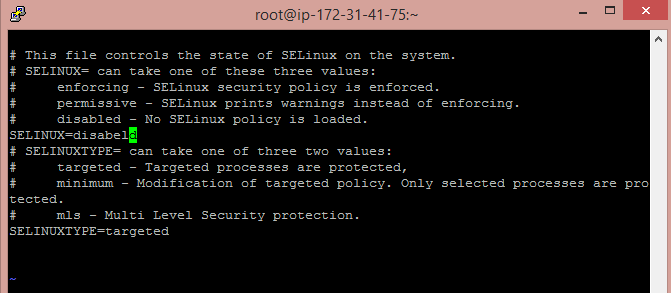 root@ip-172-31-41-75:~
# This file controls the state of SELinux on the system.
# SELINUX= can take one of these three values:
#     enforcing - SELinux security policy is enforced.
#     permissive - SELinux prints warnings instead of enforcing.
#     disabled - No SELinux policy is loaded.
SELINUX=disabeld
# SELINUXTYPE= can take one of three two values:
#     targeted - Targeted processes are protected,
#     minimum - Modification of targeted policy. Only selected processes are pro
tected.
#     mls - Multi Level Security protection.
SELINUXTYPE=targeted
~